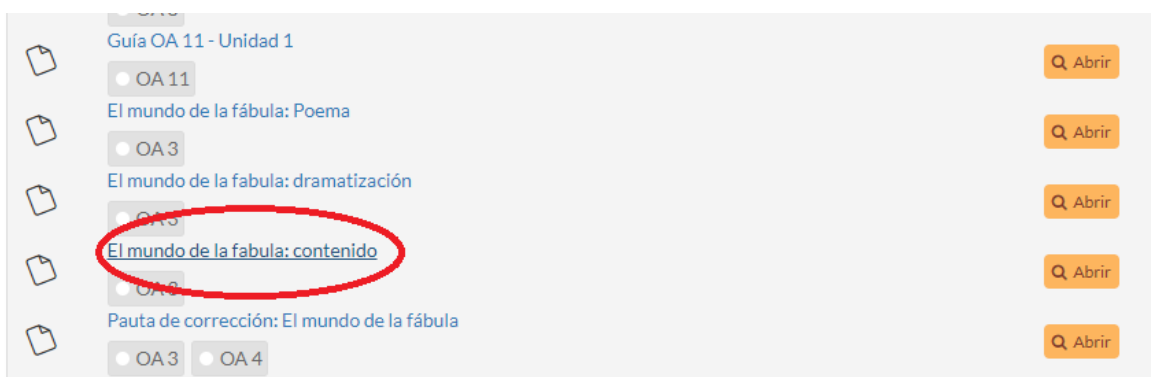 Guía OA 11 - Unidad 1
Abrir
OA 11
El mundo de la fábula: Poema
Abrir
OA 3
El mundo de la fabula: dramatización
Abrir
OA 3
El mundo de la fabula: contenido
Abrir
Pauta de corrección: El mundo de la fábula
Abrir
OA 3 OA 4